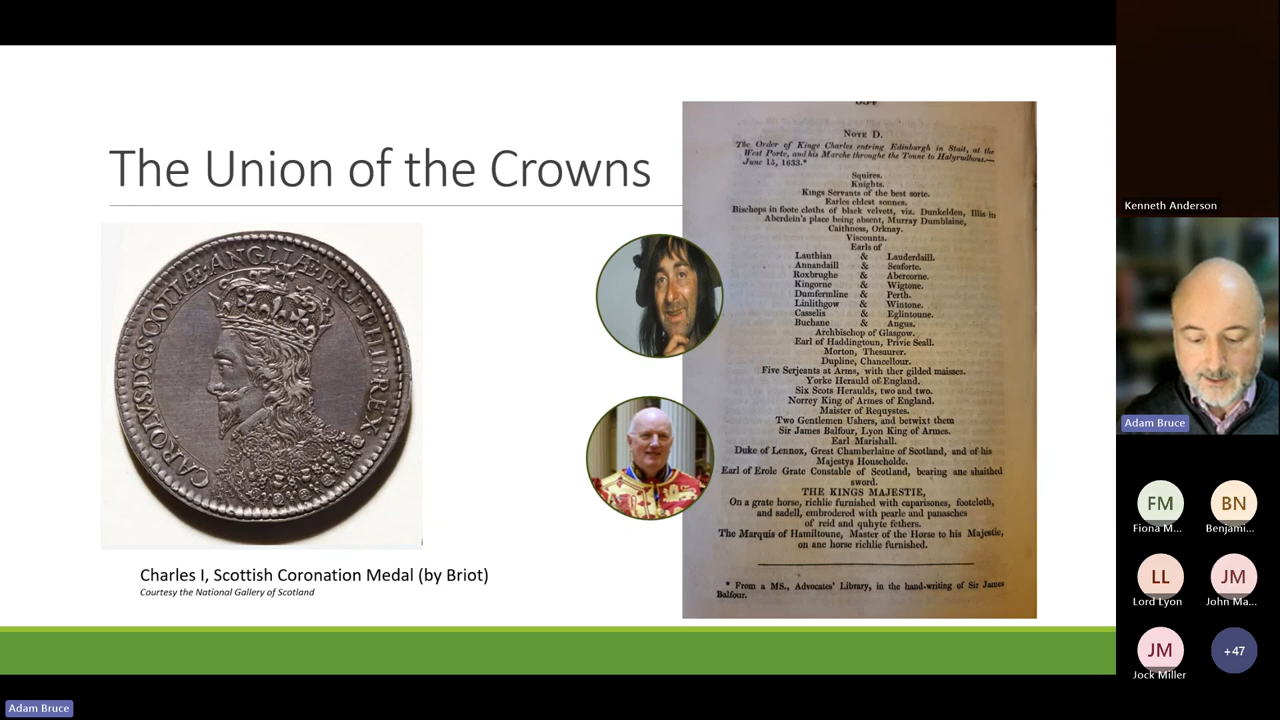 The Union of the Crowns
CAROLVS·D·G·SCOTIÆ·ANGLIÆ·FR·ET·HIB·REX
Charles I, Scottish Coronation Medal (by Briot)
Courtesy the National Gallery of Scotland
NOTE D.
The Order of Kinge Charles entring Edinburgh in Stait, at the
West Porte, and his Marche throughe the Toune to Halyrudhous.—
June 15, 1633.*
Squires.
Knights.
Kings Servants of the best sorte.
Earles eldest sonnes.
Bischops in foote cloths of black velvett, viz. Dunkelden, Illis in
Aberdein's place being absent, Murray Dumblaine,
Caithness, Orknay.
Viscounts.
Earls of
Lauthian & Lauderdaill.
Annandaill & Seaforte.
Roxbrughe & Abercorne.
Kingorne & Wigtone.
Dumfermline & Perth.
Linlithgow & Wintone.
Casselis & Eglintoune.
Buchane & Angus.
Archbischop of Glasgow.
Earl of Haddingtoun, Privie Seall.
Morton, Thesaurer.
Dupline, Chancellour.
Five Serjeants at Arms, with ther gilded maisses.
Yorke Herauld of England.
Six Scots Heraulds, two and two.
Norrey King of Armes of England.
Maister of Requystes.
Two Gentlemen Ushers, and betwixt them
Sir James Balfour, Lyon King of Armes.
Earl Marishall.
Duke of Lennox, Great Chamberlaine of Scotland, and of his
Majestys Householde.
Earl of Erole Grate Constable of Scotland, bearing ane shaithed
sword.
THE KINGS MAJESTIE,
On a grate horse, richlie furnished with caparisones, footcloth,
and sadell, embrodered with pearle and panasches
of reid and quhyte fethers.
The Marquis of Hamiltoune, Master of the Horse to his Majestie,
on ane horse richlie furnished.
* From a MS., Advocates' Library, in the hand-writing of Sir James
Balfour.
Kenneth Anderson
Adam Bruce
FM BN
Fiona M... Benjami...
LL JM
Lord Lyon John Ma...
JM +47
Jock Miller
Adam Bruce